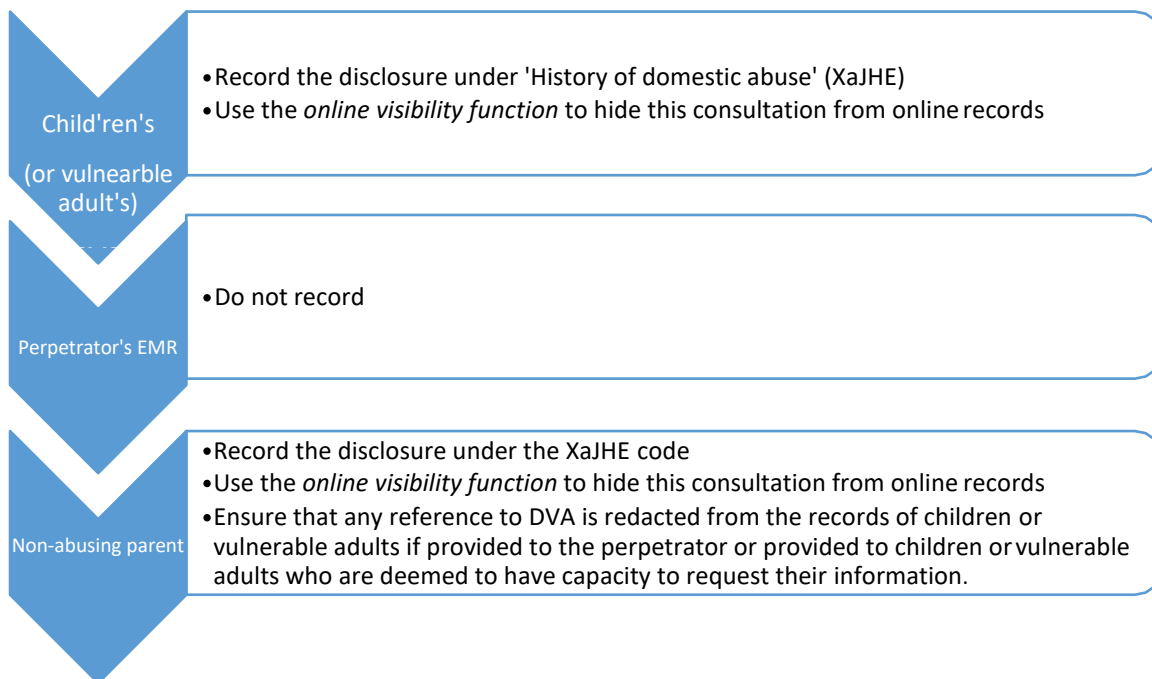 Child'ren's
(or vulnearble
adult's)
•Record the disclosure under 'History of domestic abuse' (XaJHE)
•Use the online visibility function to hide this consultation from online records
Perpetrator's EMR
•Do not record
Non-abusing parent
•Record the disclosure under the XaJHE code
•Use the online visibility function to hide this consultation from online records
•Ensure that any reference to DVA is redacted from the records of children or
vulnerable adults if provided to the perpetrator or provided to children or vulnerable
adults who are deemed to have capacity to request their information.